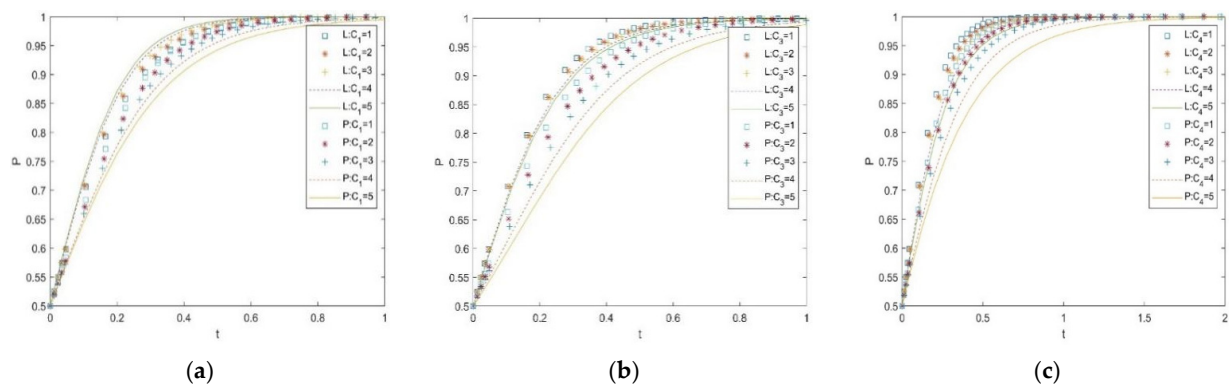 1
0.95
0.9
0.85
0.8
0.75
0.7
0.65
0.6
0.55
0.5
P
0 0.2 0.4 0.6 0.8 1
t
L:C₁=1
L:C₁=2
L:C₁=3
L:C₁=4
L:C₁=5
P:C₁=1
P:C₁=2
P:C₁=3
P:C₁=4
P:C₁=5
(a)
1
0.95
0.9
0.85
0.8
0.75
0.7
0.65
0.6
0.55
0.5
P
0 0.2 0.4 0.6 0.8 1
t
L:C₃=1
L:C₃=2
L:C₃=3
L:C₃=4
L:C₃=5
P:C₃=1
P:C₃=2
P:C₃=3
P:C₃=4
P:C₃=5
(b)
1
0.95
0.9
0.85
0.8
0.75
0.7
0.65
0.6
0.55
0.5
P
0 0.5 1 1.5 2
t
L:C₄=1
L:C₄=2
L:C₄=3
L:C₄=4
L:C₄=5
P:C₄=1
P:C₄=2
P:C₄=3
P:C₄=4
P:C₄=5
(c)